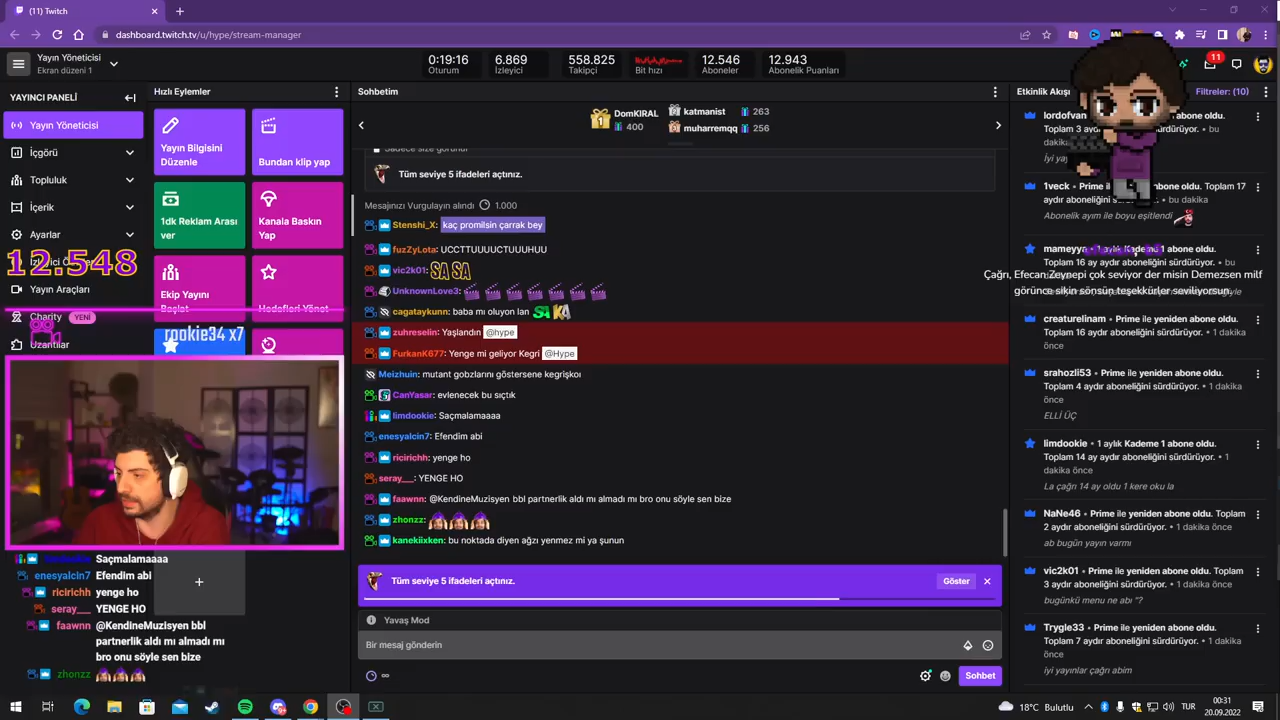 (11) Twitch
dashboard.twitch.tv/u/hype/stream-manager
Yayın Yöneticisi
Ekran düzeni 1
0:19:16
Oturum
6.869
İzleyici
558.825
Takipçi
Bit hızı
12.546
Aboneler
12.943
Abonelik Puanları
11
YAYINCI PANELİ
Yayın Yöneticisi
İçgörü
Topluluk
İçerik
Ayarlar
Yayın Araçları
Charity YENİ
Uzantılar
12.548
rookie34 x7
Hızlı Eylemler
Yayın Bilgisini
Düzenle
Bundan klip yap
1dk Reklam Arası
ver
Kanala Baskın
Yap
Ekip Yayını
Başlat
Hedefleri Yönet
Saçmalamaaaa
enesyalcin7: Efendim abi
ricirichh yenge ho
seray___: YENGE HO
faawnn: @KendineMuzisyen bbl
partnerlik aldı mı almadı mı
bro onu söyle sen bize
zhonzz
Sohbetim
1
DomKIRAL
400
katmanist 263
muharremqq 256
Sadece size göründü
Tüm seviye 5 ifadeleri açtınız.
Mesajınızı Vurgulayın alındı 1.000
Stenshi_X: kaç promilsin çarrak bey
fuzZyLota: UCCTTUUUUCTUUUHUU
vic2k01: SA SA
UnknownLove3:
cagataykunn: baba mı oluyon lan SA KA
zuhreselin: Yaşlandın @hype
FurkanK677: Yenge mi geliyor Kegri @Hype
Meizhuin: mutant gobzlarını göstersene kegrişkoı
CanYasar: evlenecek bu sıçtık
limdookie: Saçmalamaaaa
enesyalcin7: Efendim abi
ricirichh: yenge ho
seray___: YENGE HO
faawnn: @KendineMuzisyen bbl partnerlik aldı mı almadı mı bro onu söyle sen bize
zhonzz:
kanekiixken: bu noktada diyen ağzı yenmez mi ya şunun
Tüm seviye 5 ifadeleri açtınız.
Göster
Yavaş Mod
Bir mesaj gönderin
Sohbet
Etkinlik Akışı
Filtreler: (10)
Toplam 3 aydır
• bu
dakika
1veck • Prime ile yeniden abone oldu. Toplam 17
• bu dakika
Abonelik ayım ile boyu eşitlendi
Çağrı, Efecan Zeynepi çok seviyor der misin Demezsen milf
görünce sikin sönsün teşekkürler seviliyorsun.
creaturelinam • Prime ile yeniden abone oldu.
Toplam 16 aydır aboneliğini sürdürüyor. • 1 dakika
önce
srahozli53 • Prime ile yeniden abone oldu.
Toplam 4 aydır aboneliğini sürdürüyor. • 1 dakika
önce
ELLİ ÜÇ
limdookie • 1 aylık Kademe 1 abone oldu.
Toplam 14 ay aydır aboneliğini sürdürüyor. • 1
dakika önce
La çağrı 14 ay oldu 1 kere oku la
NaNe46 • Prime ile yeniden abone oldu. Toplam
2 aydır aboneliğini sürdürüyor. • 1 dakika önce
ab bugün yayın varmı
vic2k01 • Prime ile yeniden abone oldu. Toplam
3 aydır aboneliğini sürdürüyor. • 1 dakika önce
bugünkü menu ne abı "?
Trygle33 • Prime ile yeniden abone oldu.
Toplam 7 aydır aboneliğini sürdürüyor. • 1 dakika
önce
iyi yayınlar çağrı abim
18°C Bulutlu
TUR
00:31
20.09.2022